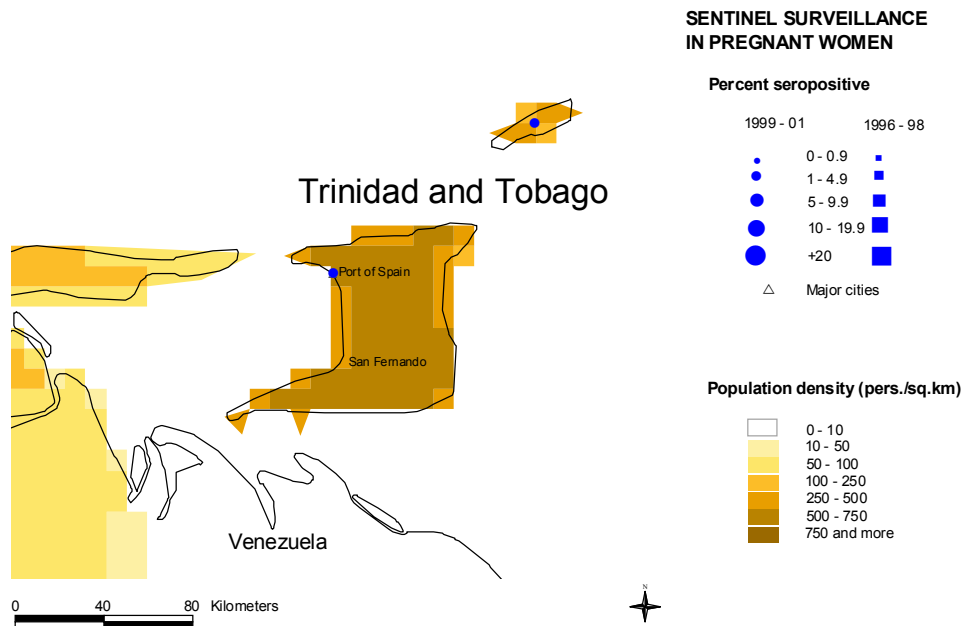 SENTINEL SURVEILLANCE
IN PREGNANT WOMEN
Percent seropositive
1999 - 01 1996 - 98
0 - 0.9
1 - 4.9
5 - 9.9
10 - 19.9
+20
Major cities
Trinidad and Tobago
Port of Spain
San Fernando
Venezuela
Population density (pers./sq.km)
0 - 10
10 - 50
50 - 100
100 - 250
250 - 500
500 - 750
750 and more
0 40 80 Kilometers
N